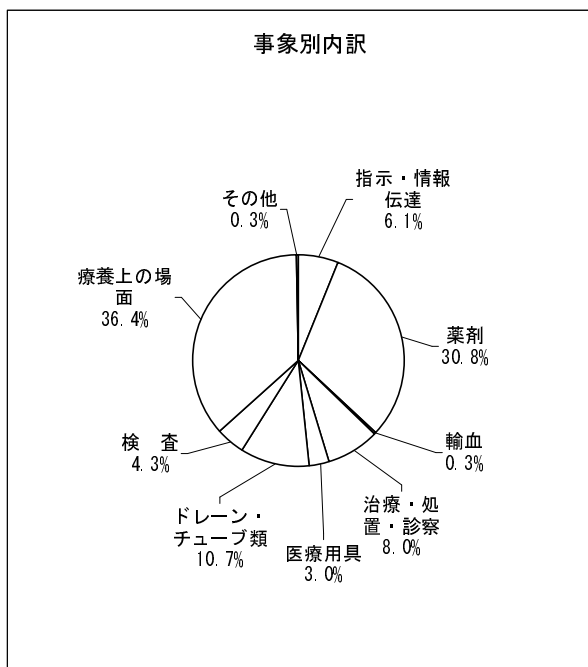 事象別内訳
指示・情報
伝達
6.1%
薬剤
30.8%
輸血
0.3%
治療・処
置・診察
8.0%
医療用具
3.0%
ドレーン・
チューブ類
10.7%
検　査
4.3%
療養上の場
面
36.4%
その他
0.3%